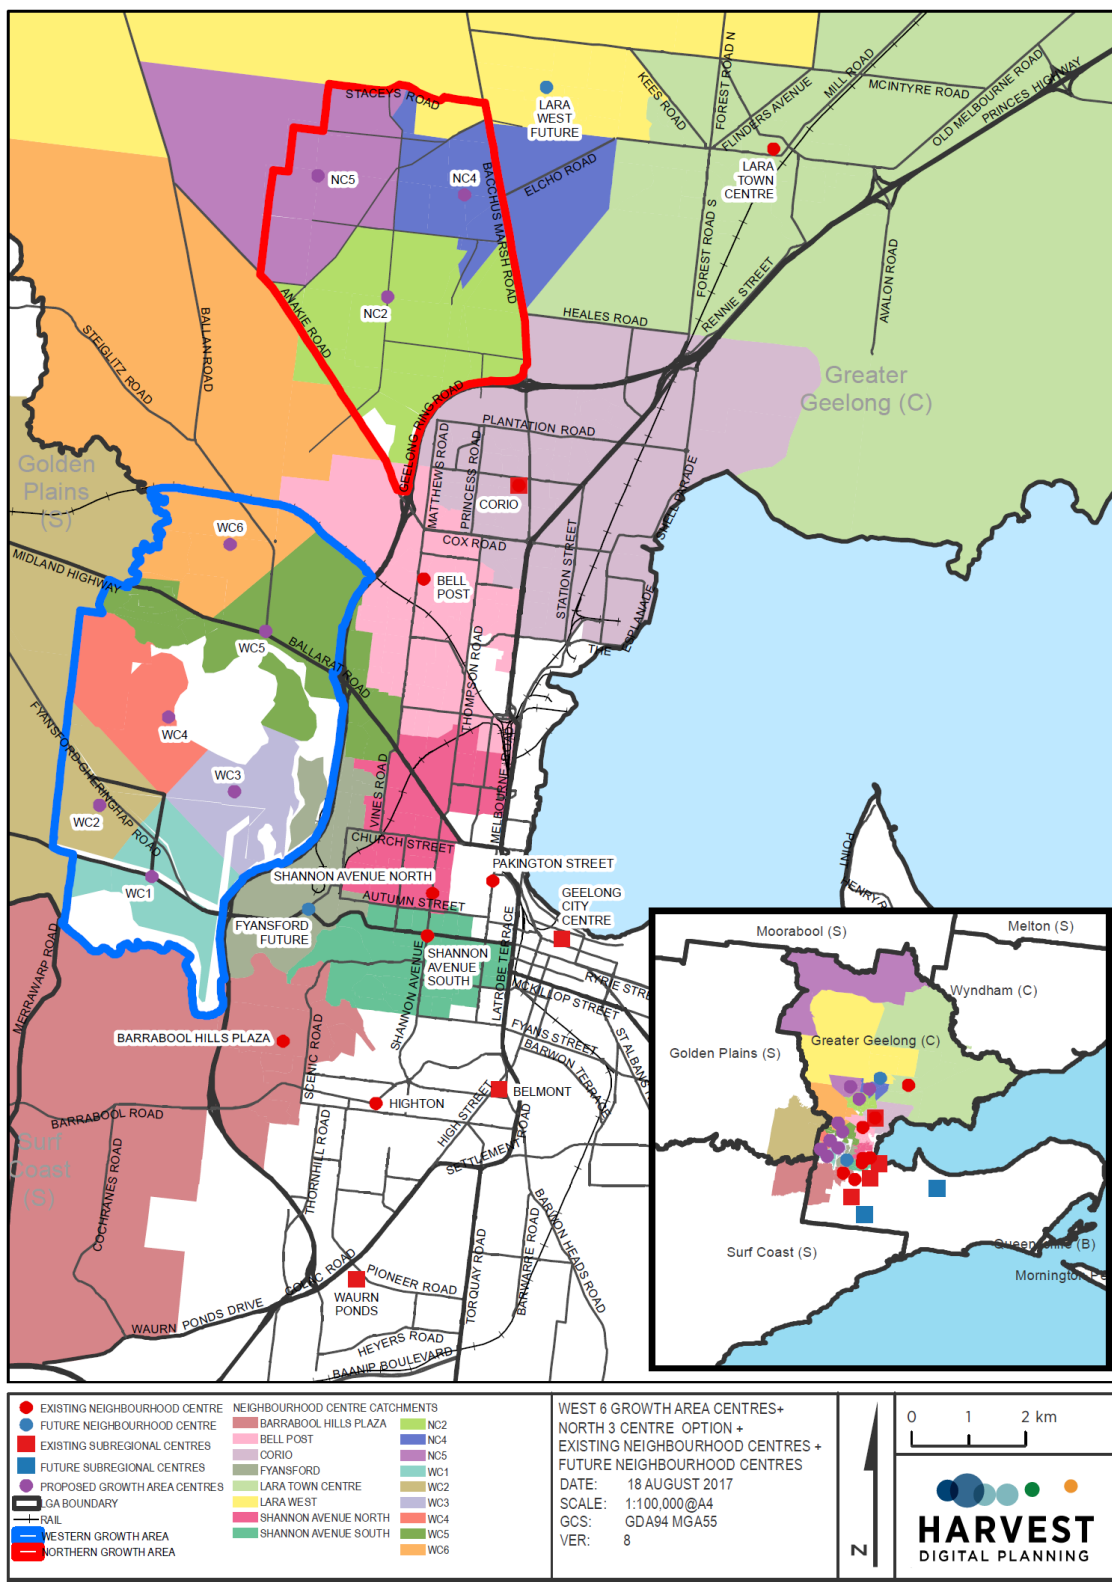 STACEYS ROAD
LARA
WEST
FUTURE
KEES ROAD
FOREST ROAD N
FLINDERS AVENUE
MILL ROAD
MCINTYRE ROAD
OLD MELBOURNE ROAD
PRINCES HIGHWAY
LARA
TOWN
CENTRE
NC5
NC4
ELCHO ROAD
BACCHUS MARSH ROAD
FOREST ROAD S
RENNIE STREET
AVALON ROAD
NC2
ANAKIE ROAD
HEALES ROAD
BALLAN ROAD
STEIGLITZ ROAD
Greater
Geelong (C)
GEELONG RING ROAD
PLANTATION ROAD
MATTHEWS ROAD
PRINCESS ROAD
Golden
Plains
(S)
CORIO
SHELL PARADE
WC6
COX ROAD
STATION STREET
MIDLAND HIGHWAY
BELL
POST
THE ESPLANADE
WC5
BALLARAT ROAD
THOMPSON ROAD
FYANSFORD-GHERINGHAP ROAD
WC4
MELBOURNE ROAD
WC3
VINES ROAD
WC2
CHURCH STREET
POINT
HENRY R
PAKINGTON STREET
SHANNON AVENUE NORTH
WC1
AUTUMN STREET
GEELONG
CITY
CENTRE
FYANSFORD
FUTURE
SHANNON
AVENUE
SOUTH
SHANNON AVENUE
LATROBE TERRACE
RYRIE STRE
MCKILLOP STREET
MERRAWARP ROAD
FYANS STREET
BARWON TERRACE
ST ALBANS
BARRABOOL HILLS PLAZA
SCENIC ROAD
HIGHTON
BELMONT
HIGH STREET
BARRABOOL ROAD
SETTLEMENT ROAD
THORNHILL ROAD
Surf
Coast
(S)
COCHRANES ROAD
BARWON HEADS ROAD
BARWARRE ROAD
TORQUAY ROAD
COLAC ROAD
PIONEER ROAD
WAURN
PONDS
WAURN PONDS DRIVE
HEYERS ROAD
BAANIP BOULEVARD
Moorabool (S)
Melton (S)
Wyndham (C)
Golden Plains (S)
Greater Geelong (C)
Surf Coast (S)
Queenscliffe (B)
Mornington Pe
EXISTING NEIGHBOURHOOD CENTRE
FUTURE NEIGHBOURHOOD CENTRE
EXISTING SUBREGIONAL CENTRES
FUTURE SUBREGIONAL CENTRES
PROPOSED GROWTH AREA CENTRES
LGA BOUNDARY
RAIL
WESTERN GROWTH AREA
NORTHERN GROWTH AREA
NEIGHBOURHOOD CENTRE CATCHMENTS
BARRABOOL HILLS PLAZA
BELL POST
CORIO
FYANSFORD
LARA TOWN CENTRE
LARA WEST
SHANNON AVENUE NORTH
SHANNON AVENUE SOUTH
NC2
NC4
NC5
WC1
WC2
WC3
WC4
WC5
WC6
WEST 6 GROWTH AREA CENTRES+
NORTH 3 CENTRE OPTION +
EXISTING NEIGHBOURHOOD CENTRES +
FUTURE NEIGHBOURHOOD CENTRES
DATE: 18 AUGUST 2017
SCALE: 1:100,000@A4
GCS: GDA94 MGA55
VER: 8
N
0 1 2 km
HARVEST
DIGITAL PLANNING